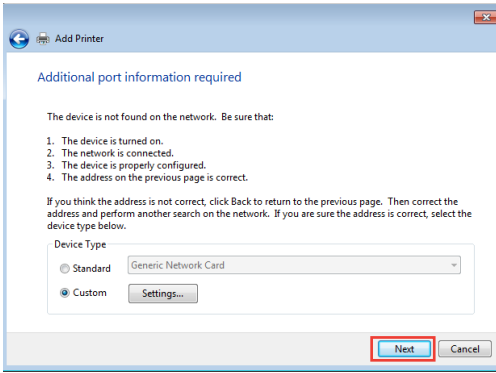 Add Printer
Additional port information required
The device is not found on the network. Be sure that:
1. The device is turned on.
2. The network is connected.
3. The device is properly configured.
4. The address on the previous page is correct.
If you think the address is not correct, click Back to return to the previous page. Then correct the
address and perform another search on the network. If you are sure the address is correct, select the
device type below.
Device Type
Standard Generic Network Card
Custom Settings...
Next Cancel